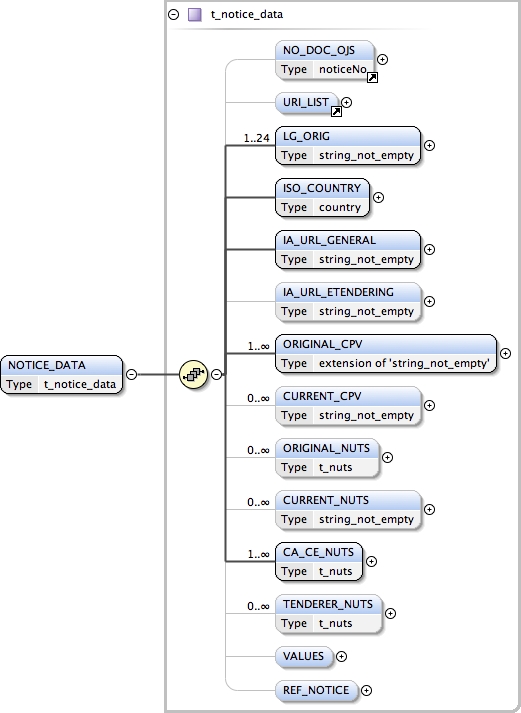 t_notice_data
NO_DOC_OJS
Type noticeNo
URI_LIST
1..24 LG_ORIG
Type string_not_empty
ISO_COUNTRY
Type country
IA_URL_GENERAL
Type string_not_empty
IA_URL_ETENDERING
Type string_not_empty
1..∞ ORIGINAL_CPV
Type extension of 'string_not_empty'
NOTICE_DATA
Type t_notice_data
0..∞ CURRENT_CPV
Type string_not_empty
0..∞ ORIGINAL_NUTS
Type t_nuts
0..∞ CURRENT_NUTS
Type string_not_empty
1..∞ CA_CE_NUTS
Type t_nuts
0..∞ TENDERER_NUTS
Type t_nuts
VALUES
REF_NOTICE